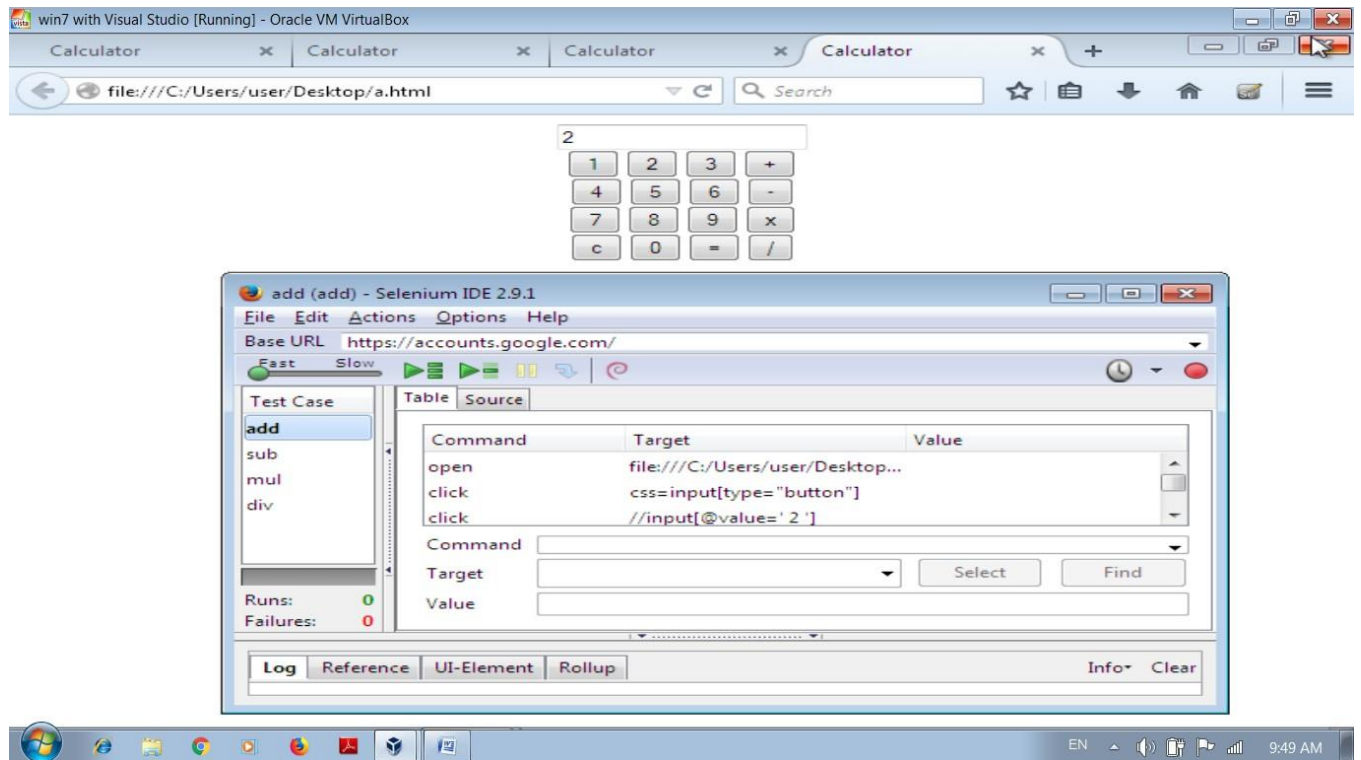 win7 with Visual Studio [Running] - Oracle VM VirtualBox
Calculator Calculator Calculator Calculator
file:///C:/Users/user/Desktop/a.html Search
2
1 2 3 +
4 5 6 -
7 8 9 x
c 0 = /
add (add) - Selenium IDE 2.9.1
File Edit Actions Options Help
Base URL https://accounts.google.com/
Fast Slow
Test Case Table Source
add
sub
mul
div
Command Target Value
open file:///C:/Users/user/Desktop...
click css=input[type="button"]
click //input[@value=' 2 ']
Command
Target Select Find
Value
Runs: 0
Failures: 0
Log Reference UI-Element Rollup Info Clear
EN 9:49 AM